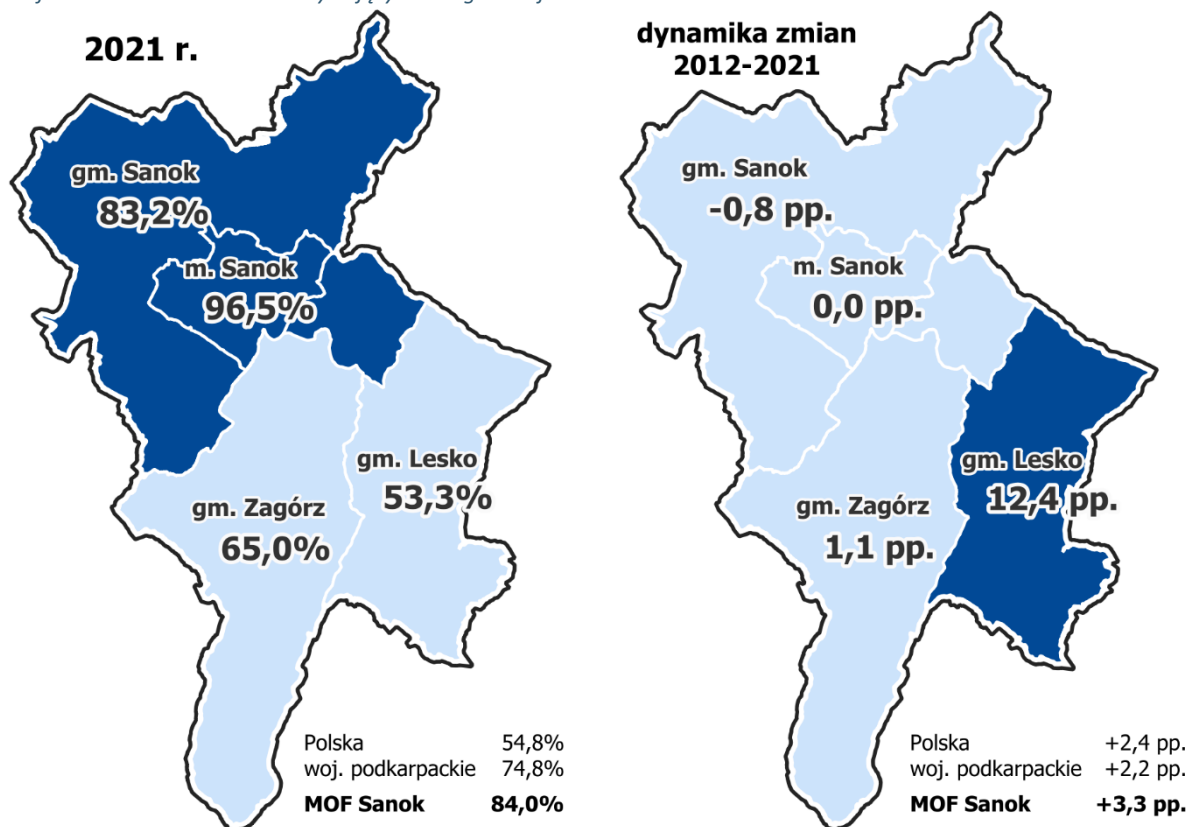 2021 r.
gm. Sanok
83,2%
m. Sanok
96,5%
gm. Lesko
53,3%
gm. Zagórz
65,0%
Polska 54,8%
woj. podkarpackie 74,8%
MOF Sanok 84,0%
dynamika zmian
2012-2021
gm. Sanok
-0,8 pp.
m. Sanok
0,0 pp.
gm. Lesko
12,4 pp.
gm. Zagórz
1,1 pp.
Polska +2,4 pp.
woj. podkarpackie +2,2 pp.
MOF Sanok +3,3 pp.